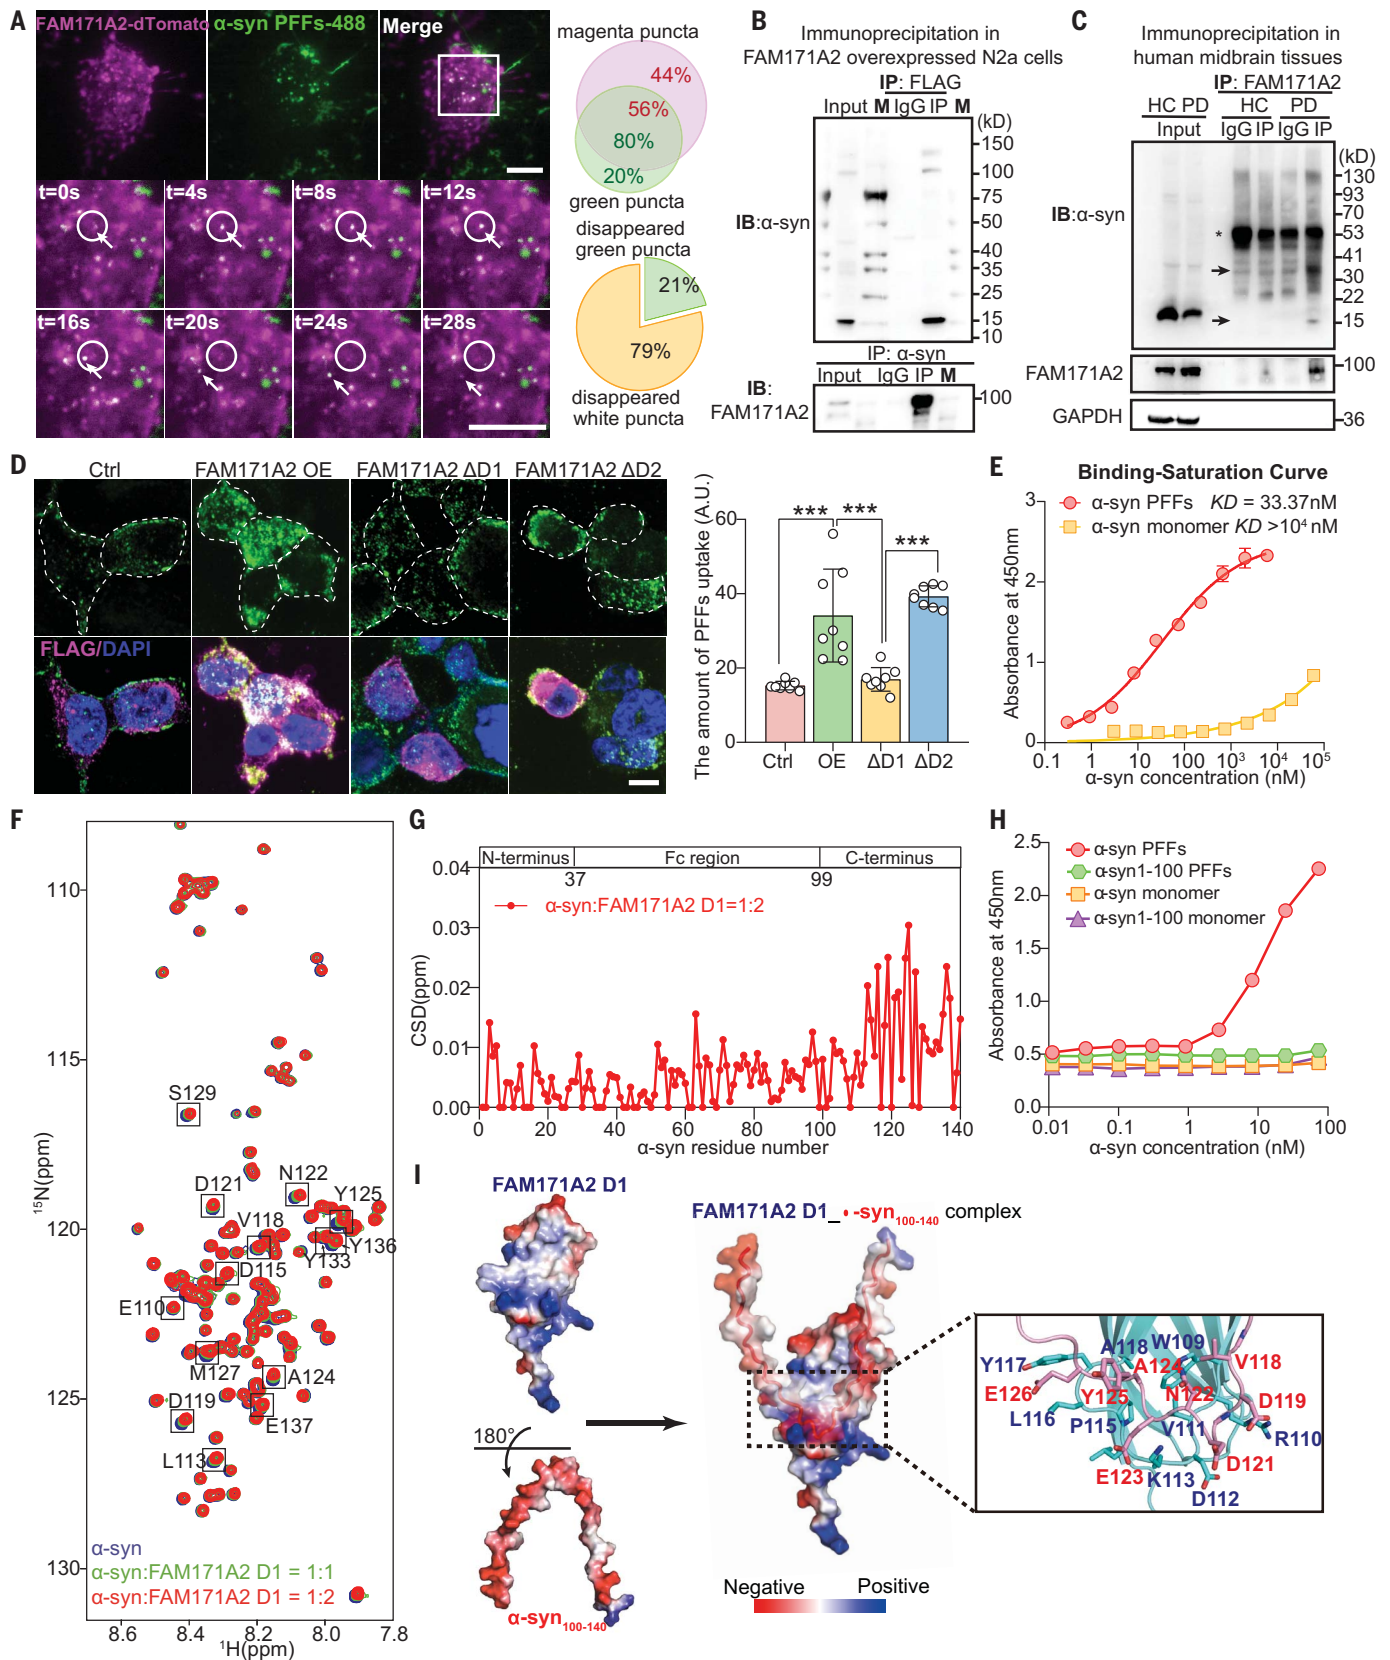 A
FAM171A2-dTomato
α-syn PFFs-488
Merge
t=0s
t=4s
t=8s
t=12s
t=16s
t=20s
t=24s
t=28s
magenta puncta
44%
56%
80%
20%
green puncta
disappeared
green puncta
21%
79%
disappeared
white puncta
B
Immunoprecipitation in
FAM171A2 overexpressed N2a cells
IP: FLAG
Input M IgG IP M
(kD)
150
100
75
50
40
35
25
15
10
IB:α-syn
IP: α-syn
Input IgG IP M
IB:
FAM171A2
100
C
Immunoprecipitation in
human midbrain tissues
IP: FAM171A2
HC PD
HC
PD
Input
IgG IP IgG IP
(kD)
130
93
70
53
41
30
22
15
IB:α-syn
*
FAM171A2
100
GAPDH
36
D
Ctrl
FAM171A2 OE
FAM171A2 ΔD1
FAM171A2 ΔD2
FLAG/DAPI
The amount of PFFs uptake (A.U.)
60
40
20
0
***
***
***
Ctrl
OE
ΔD1
ΔD2
E
Binding-Saturation Curve
α-syn PFFs KD = 33.37nM
α-syn monomer KD >10⁴ nM
Absorbance at 450nm
3
2
1
0
0.1
1
10
100
10³
10⁴
10⁵
α-syn concentration (nM)
F
¹⁵N(ppm)
110
115
120
125
130
S129
D121
N122
Y125
V118
Y133
Y136
D115
E110
M127
A124
D119
E137
L113
α-syn
α-syn:FAM171A2 D1 = 1:1
α-syn:FAM171A2 D1 = 1:2
8.6
8.4
8.2
8.0
7.8
¹H(ppm)
G
N-terminus
Fc region
C-terminus
37
99
α-syn:FAM171A2 D1=1:2
CSD(ppm)
0.04
0.03
0.02
0.01
0.00
0
20
40
60
80
100
120
140
α-syn residue number
H
α-syn PFFs
α-syn1-100 PFFs
α-syn monomer
α-syn1-100 monomer
Absorbance at 450nm
2.5
2.0
1.5
1.0
0.5
0.0
0.01
0.1
1
10
100
α-syn concentration (nM)
I
FAM171A2 D1
180°
α-syn₁₀₀₋₁₄₀
FAM171A2 D1_•-syn₁₀₀₋₁₄₀ complex
Negative
Positive
Y117
A118
W109
A124
V118
E126
Y125
N122
D119
L116
P115
V111
R110
E123
K113
D121
D112